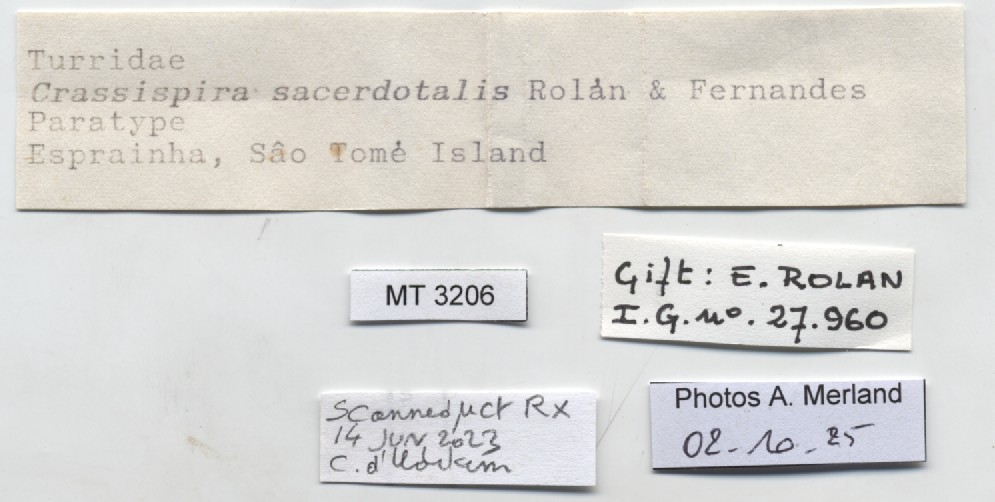 Turridae
Crassispira sacerdotalis Rolán & Fernandes
Paratype
Esprainha, Sâo Tomé Island
MT 3206
Gift: E. ROLAN
I.G. no. 27.960
Scanned µct RX
14 JUN 2023
C. d'Udekem
Photos A. Merland
02-10-25